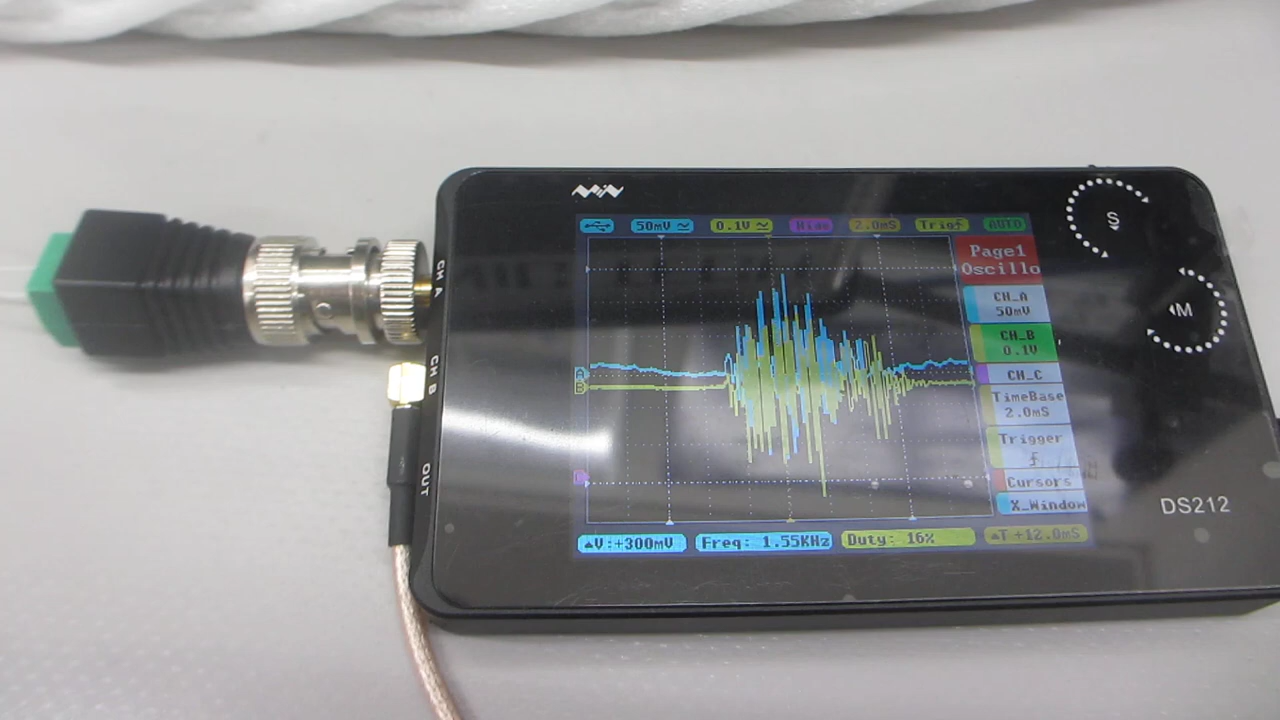 MiNi
50mV 0.1V Hide 2.0mS Trig AUTO
Page1
Oscillo
CH_A
50mV
CH_B
0.1V
CH_C
TimeBase
2.0mS
Trigger
Cursors
X_Window
A
B
▲V:+300mV Freq: 1.55KHz Duty: 16% ▲T +12.0mS
S
M
DS212
CH A
CH B
OUT